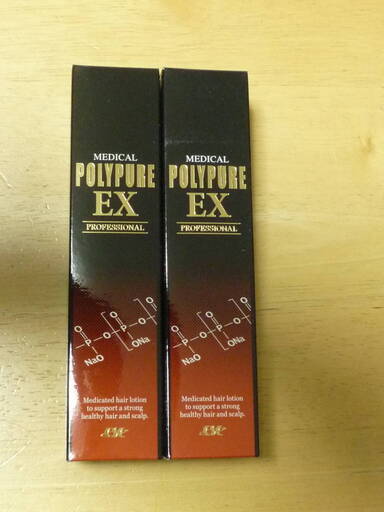 MEDICAL
POLYPURE
EX
PROFESSIONAL
O O O
P O P O P
NaO ONa
Medicated hair lotion
to support a strong
healthy hair and scalp.
MEDICAL
POLYPURE
EX
PROFESSIONAL
O O O
P O P O P
NaO ONa
Medicated hair lotion
to support a strong
healthy hair and scalp.